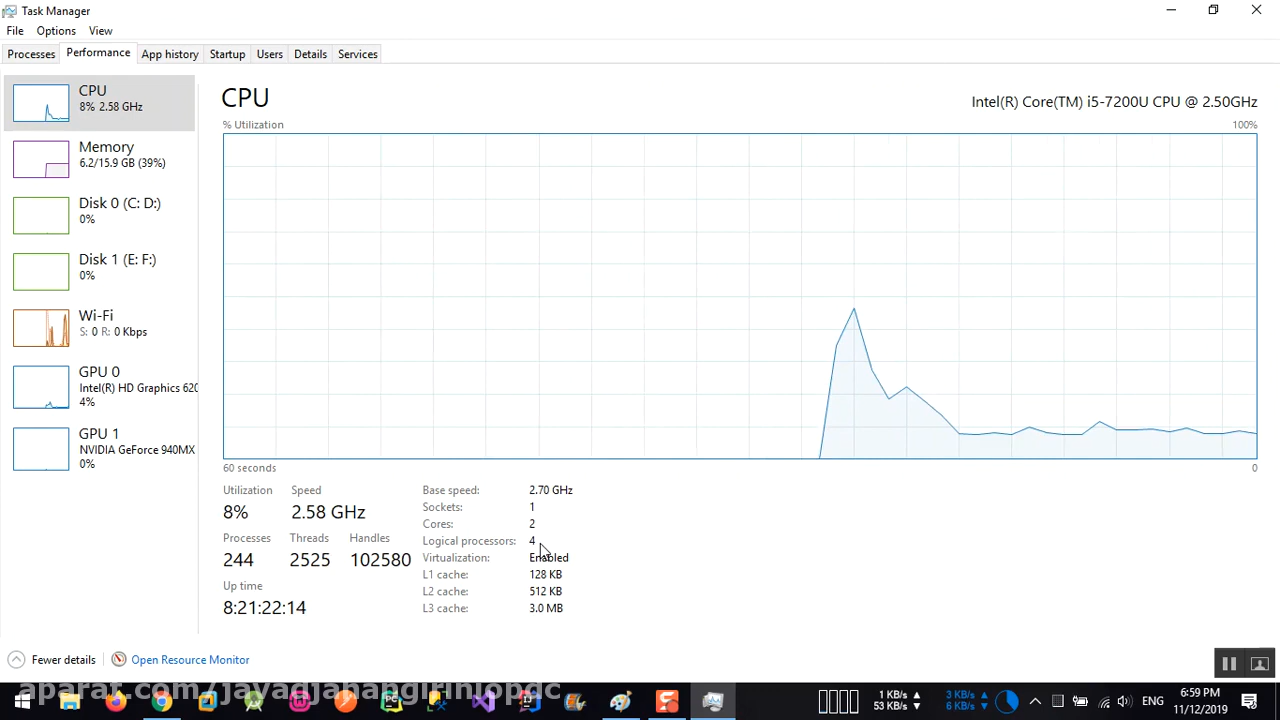 Task Manager
File Options View
Processes Performance App history Startup Users Details Services
CPU
8% 2.58 GHz
Memory
6.2/15.9 GB (39%)
Disk 0 (C: D:)
0%
Disk 1 (E: F:)
0%
Wi-Fi
S: 0 R: 0 Kbps
GPU 0
Intel(R) HD Graphics 620
4%
GPU 1
NVIDIA GeForce 940MX
0%
CPU
Intel(R) Core(TM) i5-7200U CPU @ 2.50GHz
% Utilization 100%
60 seconds 0
Utilization Speed
8% 2.58 GHz
Processes Threads Handles
244 2525 102580
Up time
8:21:22:14
Base speed: 2.70 GHz
Sockets: 1
Cores: 2
Logical processors: 4
Virtualization: Enabled
L1 cache: 128 KB
L2 cache: 512 KB
L3 cache: 3.0 MB
Fewer details Open Resource Monitor
aparat.com/javadjahangiriniopdc
1 KB/s
53 KB/s
3 KB/s
6 KB/s
ENG
6:59 PM
11/12/2019